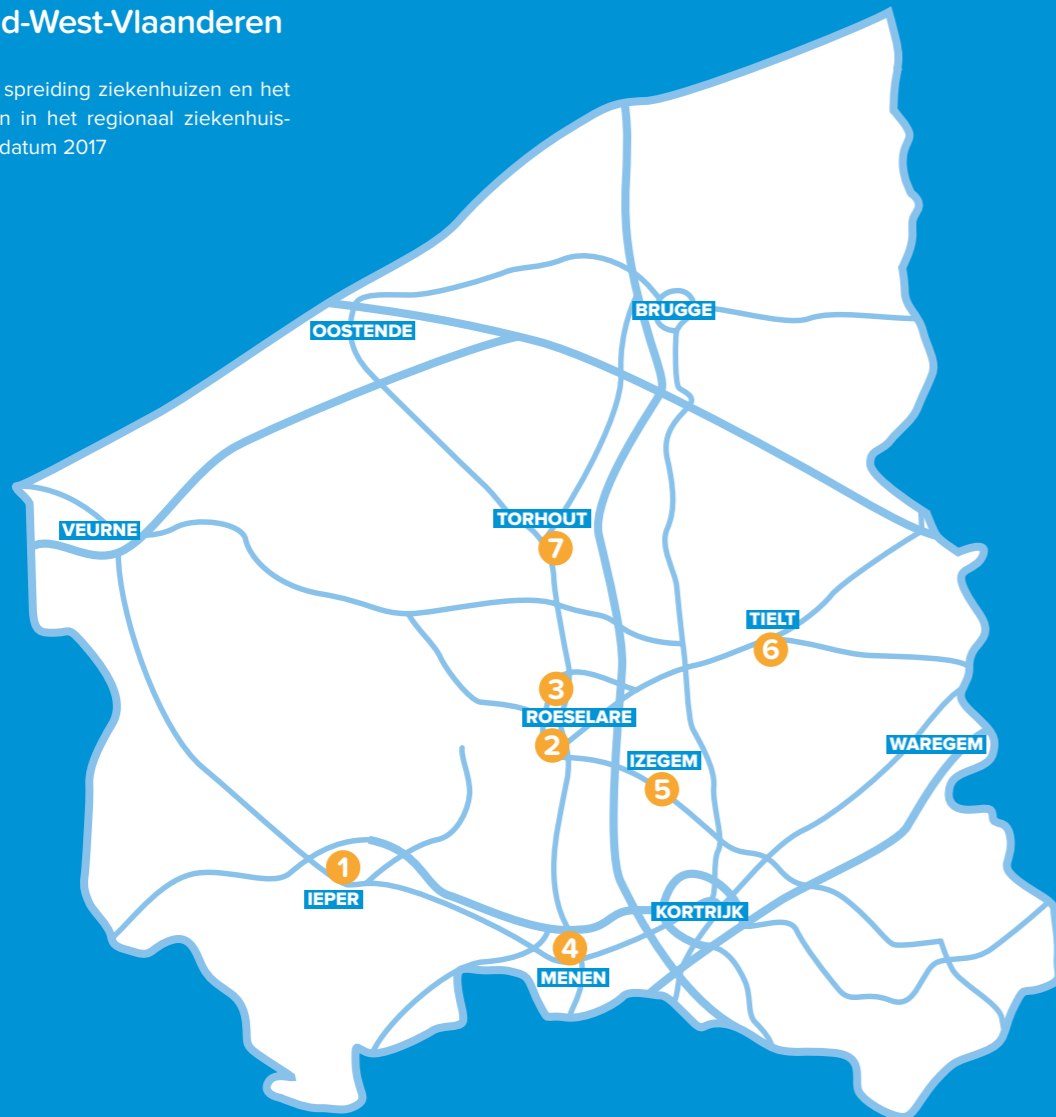 d-West-Vlaanderen
spreiding ziekenhuizen en het
n in het regionaal ziekenhuis-
datum 2017
BRUGGE
OOSTENDE
TORHOUT
VEURNE
7
TIELT
6
3
ROESELARE
2
WAREGEM
IZEGEM
5
1
IEPER
KORTRIJK
4
MENEN